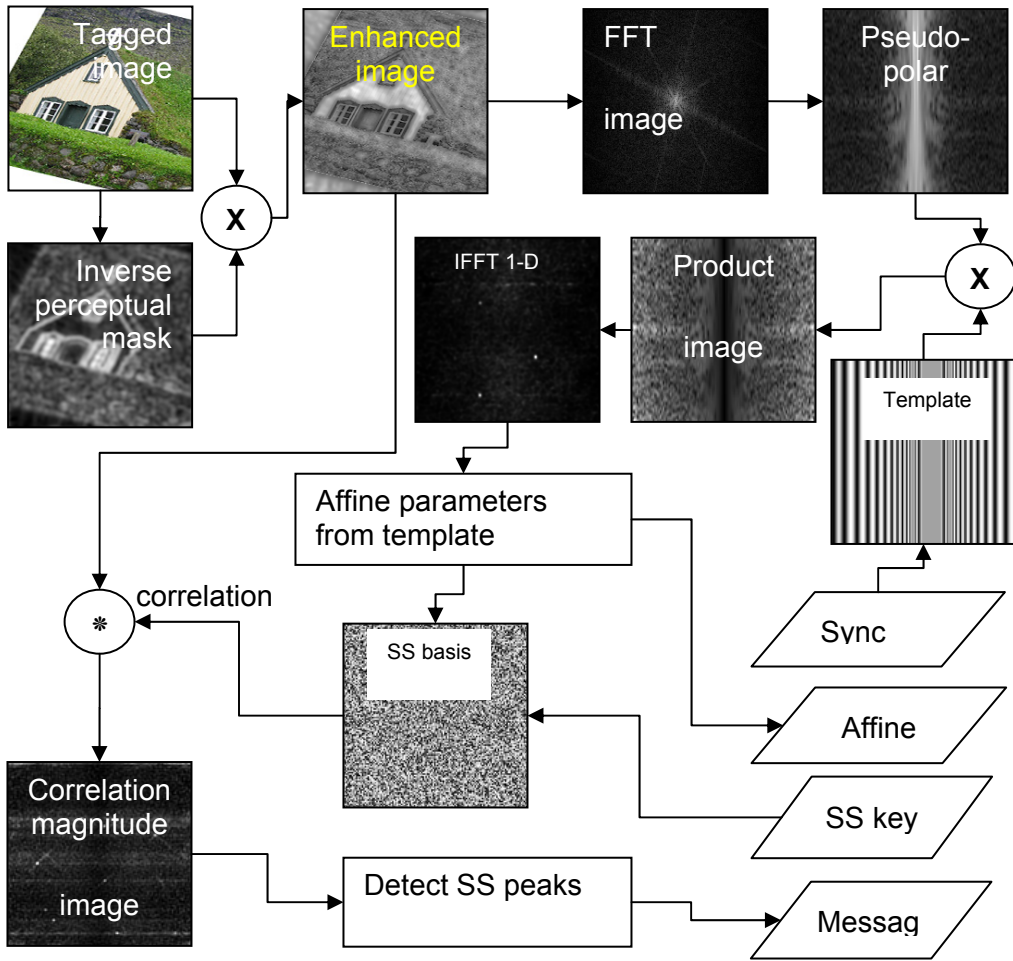 Tagged
image
Enhanced
image
FFT
image
Pseudo-
polar
X
Inverse
perceptual
mask
IFFT 1-D
Product
image
X
Template
Affine parameters
from template
correlation
*
SS basis
Sync
Affine
Correlation
magnitude
image
SS key
Detect SS peaks
Messag